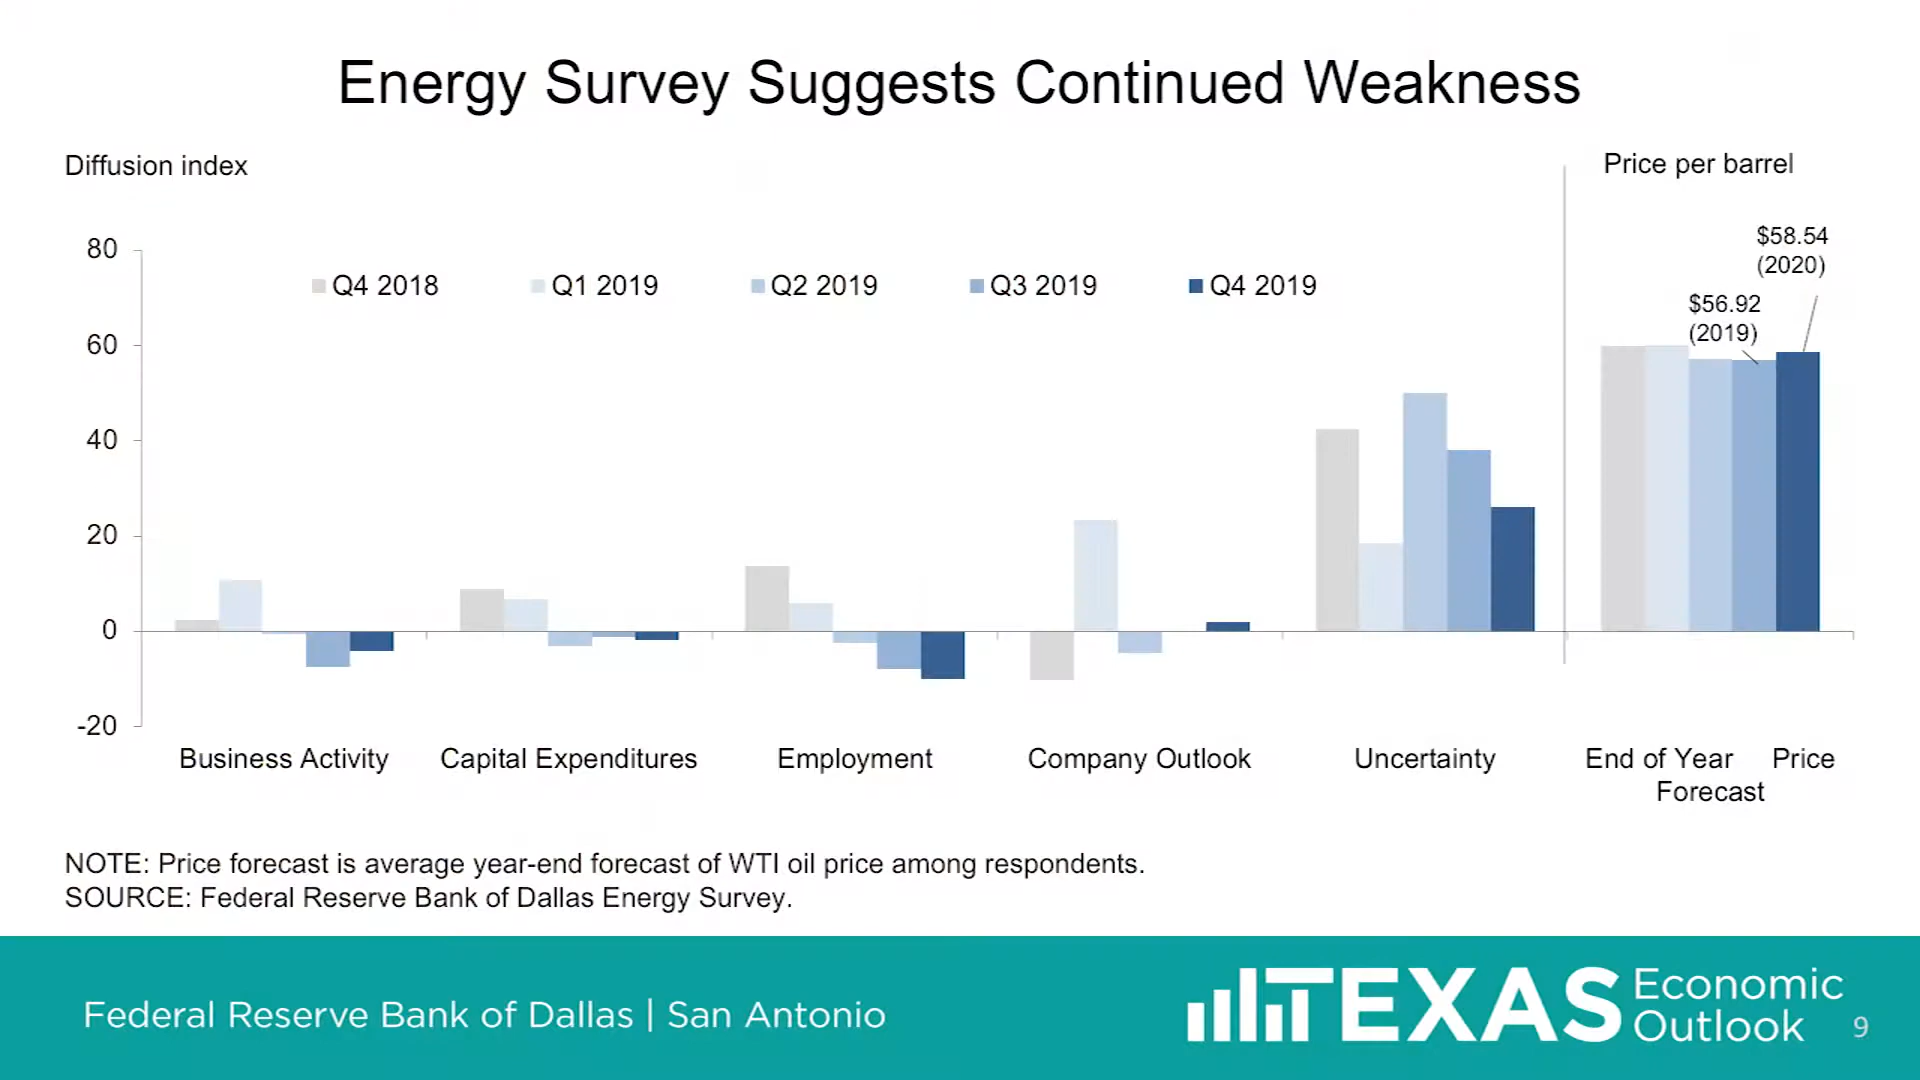 Energy Survey Suggests Continued Weakness
Diffusion index
Price per barrel
$58.54
(2020)
$56.92
(2019)
Q4 2018 Q1 2019 Q2 2019 Q3 2019 Q4 2019
80
60
40
20
0
-20
Business Activity Capital Expenditures Employment Company Outlook Uncertainty End of Year Price
Forecast
NOTE: Price forecast is average year-end forecast of WTI oil price among respondents.
SOURCE: Federal Reserve Bank of Dallas Energy Survey.
Federal Reserve Bank of Dallas | San Antonio
TEXAS Economic
Outlook
9